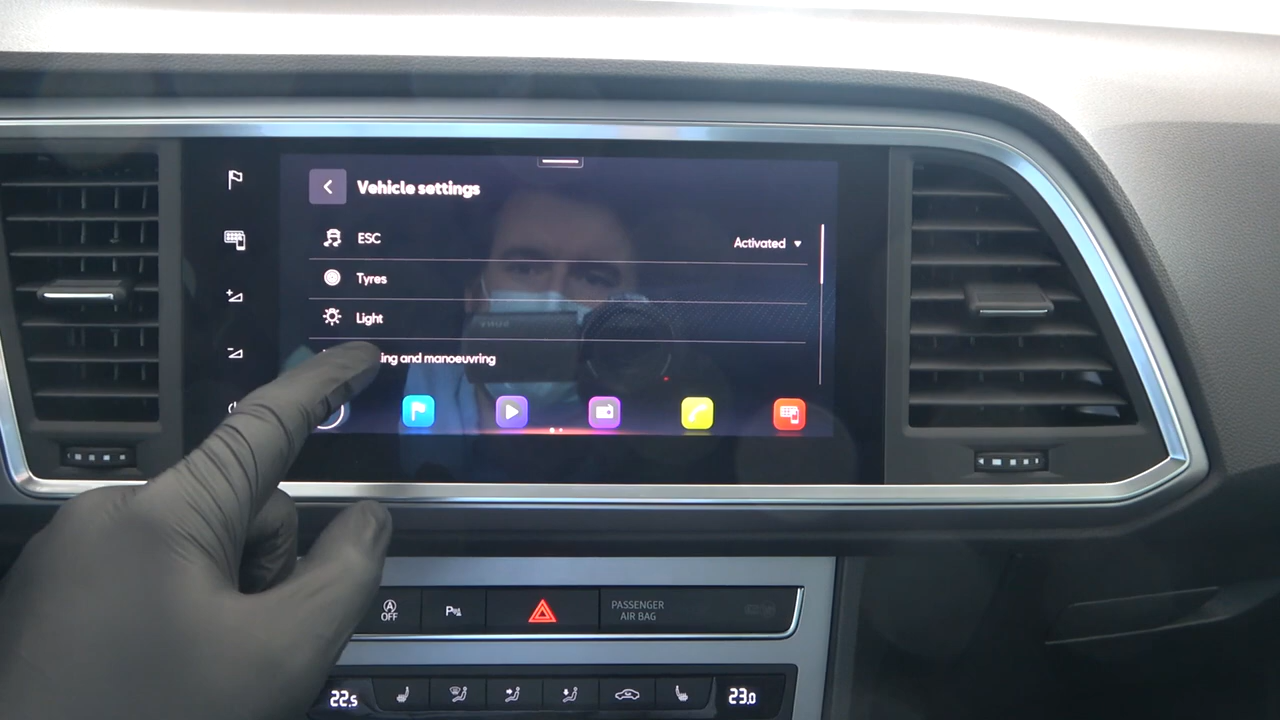 Vehicle settings
ESC Activated
Tyres
Light
ing and manoeuvring
OFF
PASSENGER
AIR BAG
22.5 23.0